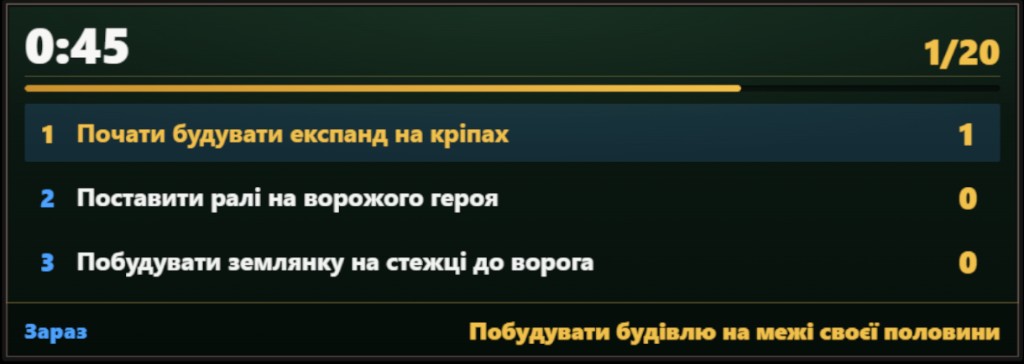 0:45 1/20
1 Почати будувати експанд на кріпах 1
2 Поставити ралі на ворожого героя 0
3 Побудувати землянку на стежці до ворога 0
Зараз Побудувати будівлю на межі своєї половини